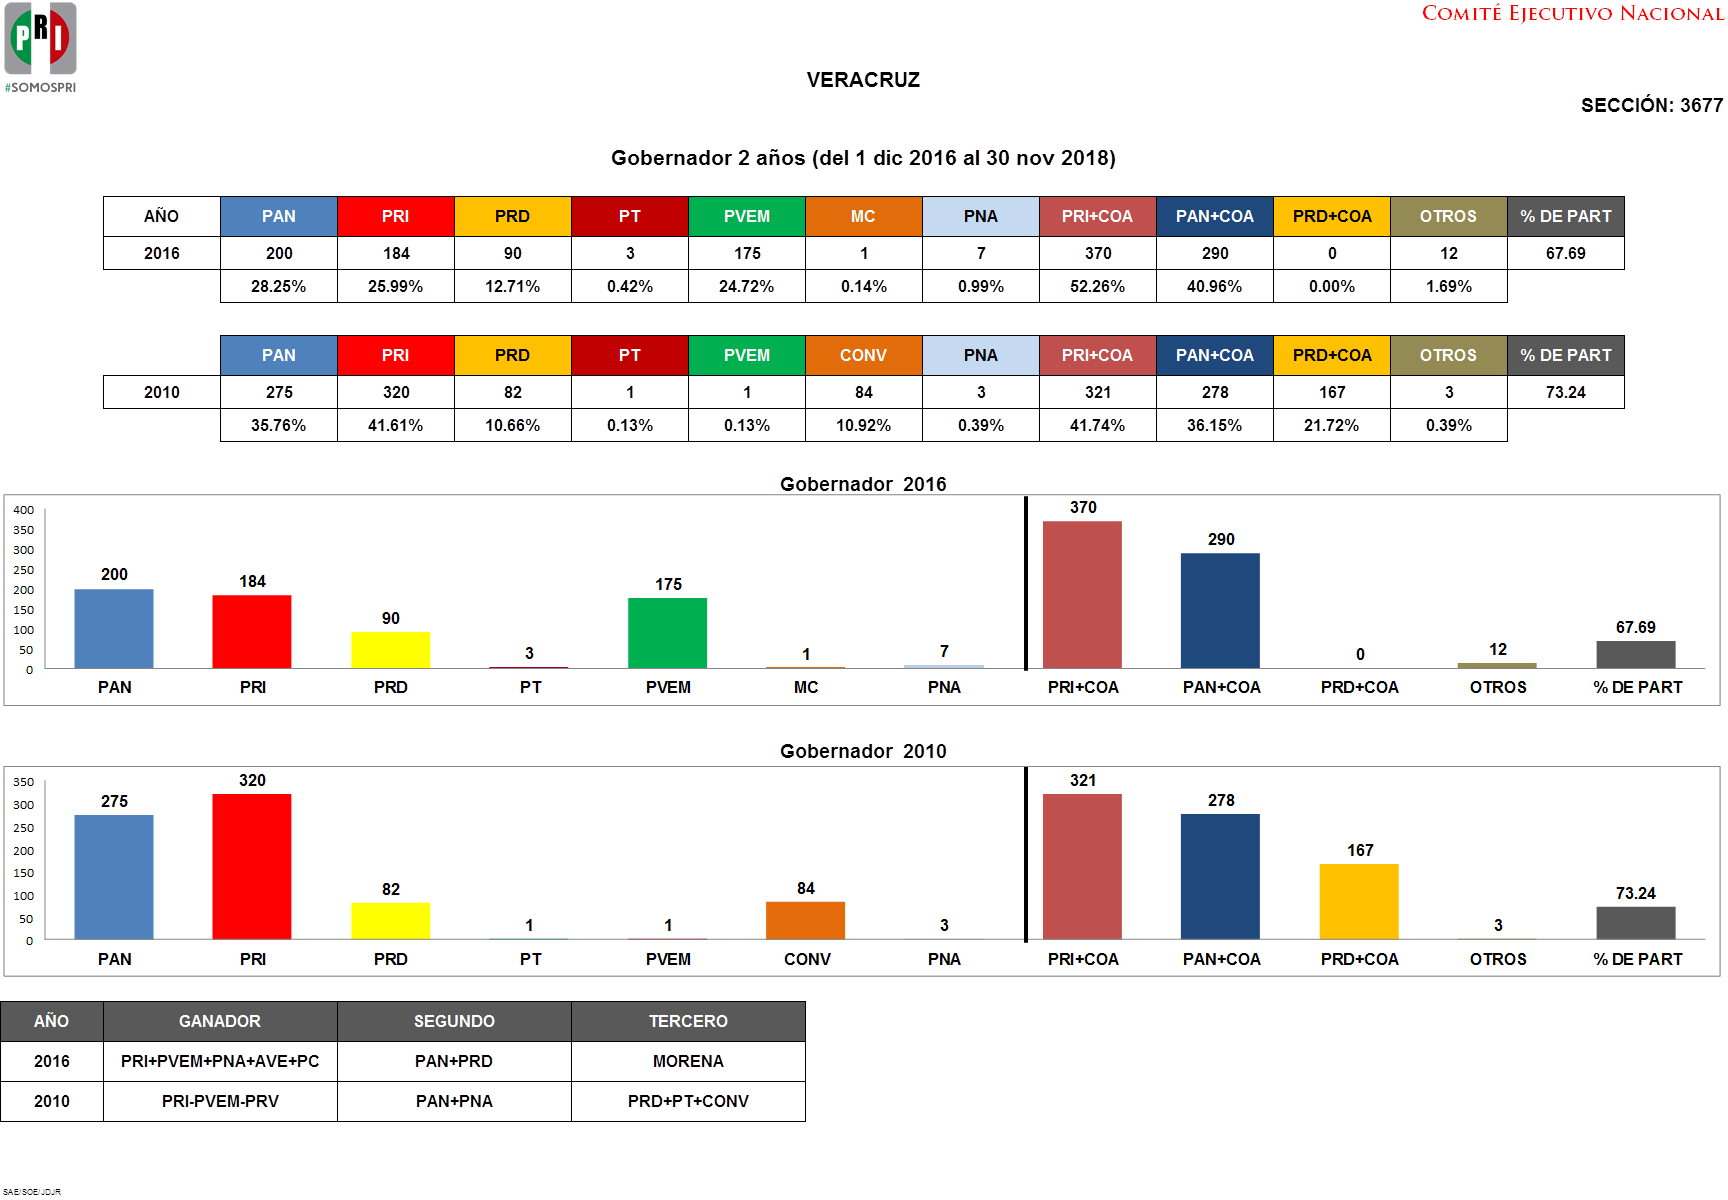 PRI
#SOMOSPRI
COMITÉ EJECUTIVO NACIONAL
VERACRUZ
SECCIÓN: 3677
Gobernador 2 años (del 1 dic 2016 al 30 nov 2018)
AÑO PAN PRI PRD PT PVEM MC PNA PRI+COA PAN+COA PRD+COA OTROS % DE PART
2016 200 184 90 3 175 1 7 370 290 0 12 67.69
28.25% 25.99% 12.71% 0.42% 24.72% 0.14% 0.99% 52.26% 40.96% 0.00% 1.69%
PAN PRI PRD PT PVEM CONV PNA PRI+COA PAN+COA PRD+COA OTROS % DE PART
2010 275 320 82 1 1 84 3 321 278 167 3 73.24
35.76% 41.61% 10.66% 0.13% 0.13% 10.92% 0.39% 41.74% 36.15% 21.72% 0.39%
Gobernador 2016
400
350
300
250
200
150
100
50
0
200 184 90 3 175 1 7 370 290 0 12 67.69
PAN PRI PRD PT PVEM MC PNA PRI+COA PAN+COA PRD+COA OTROS % DE PART
Gobernador 2010
350
300
250
200
150
100
50
0
275 320 82 1 1 84 3 321 278 167 3 73.24
PAN PRI PRD PT PVEM CONV PNA PRI+COA PAN+COA PRD+COA OTROS % DE PART
AÑO GANADOR SEGUNDO TERCERO
2016 PRI+PVEM+PNA+AVE+PC PAN+PRD MORENA
2010 PRI-PVEM-PRV PAN+PNA PRD+PT+CONV
SAE/SOE/JDJR